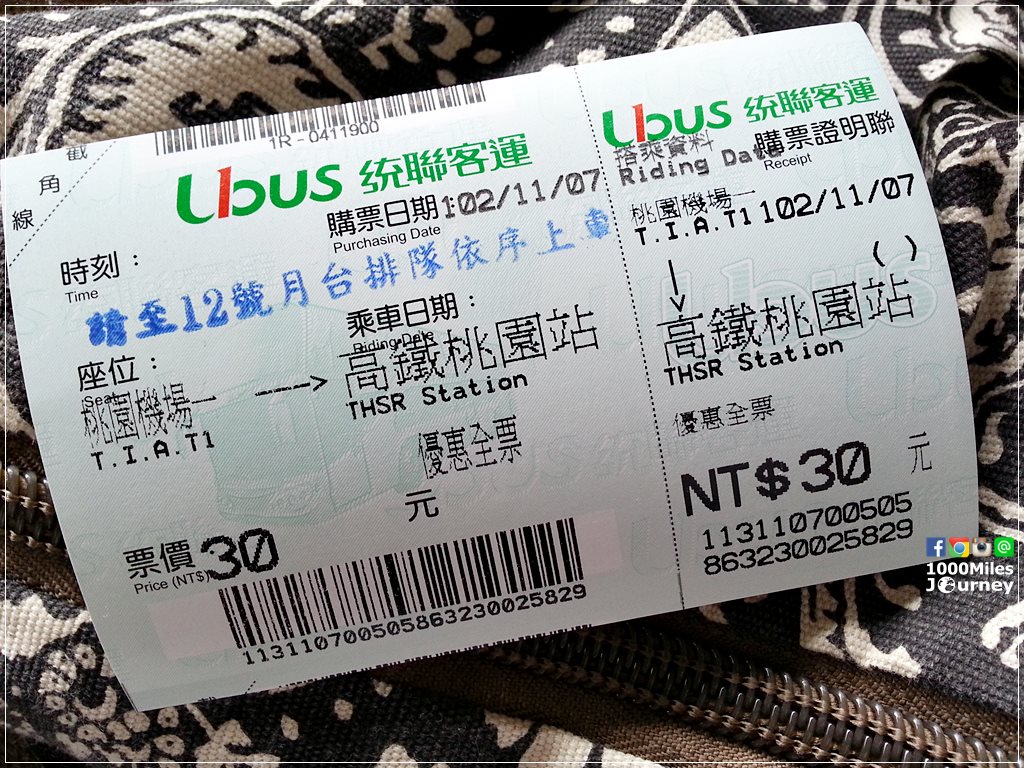 截角線
1R - 0411900
Ubus 統聯客運
購票日期:102/11/07
Purchasing Date
時刻:
Time
請至12號月台排隊依序上車
乘車日期:
Riding Date
座位:
Seat
桃園機場一 ----> 高鐵桃園站
T.I.A.T1 THSR Station
優惠全票
元
票價 30
Price (NT$)
113110700505863230025829
Ubus 統聯客運
搭乘資料 購票證明聯
Riding Date Receipt
桃園機場一
T.I.A.T1 102/11/07
( )
高鐵桃園站
THSR Station
優惠全票
NT$30 元
113110700505
863230025829
1000Miles
Journey